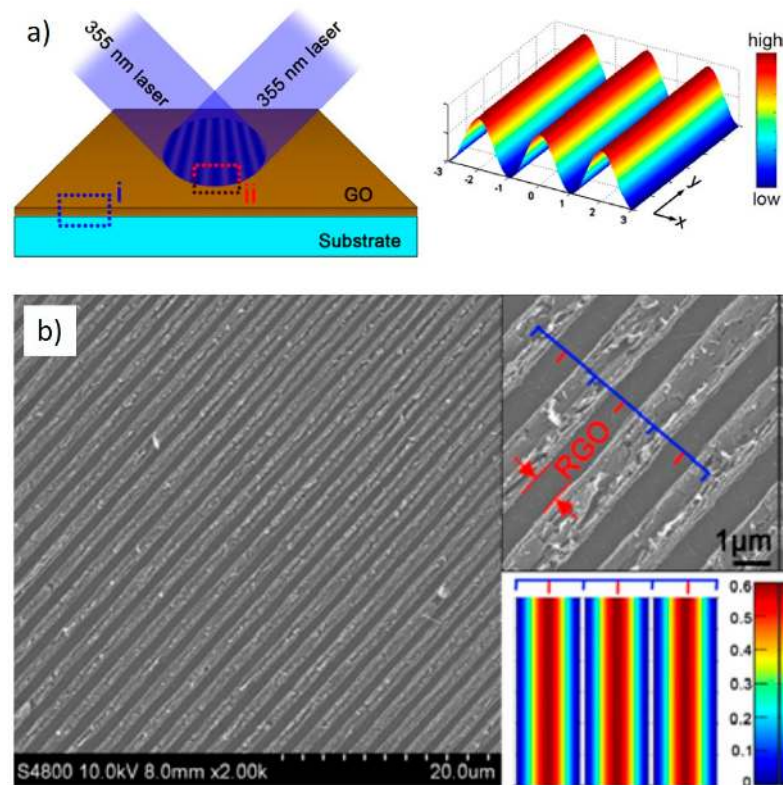 a)
355 nm laser
355 nm laser
i
ii
GO
Substrate
-3
-2
-1
0
1
2
3
x
y
high
low
b)
RGO
1μm
S4800 10.0kV 8.0mm x2.00k 20.0um
0.6
0.5
0.4
0.3
0.2
0.1
0